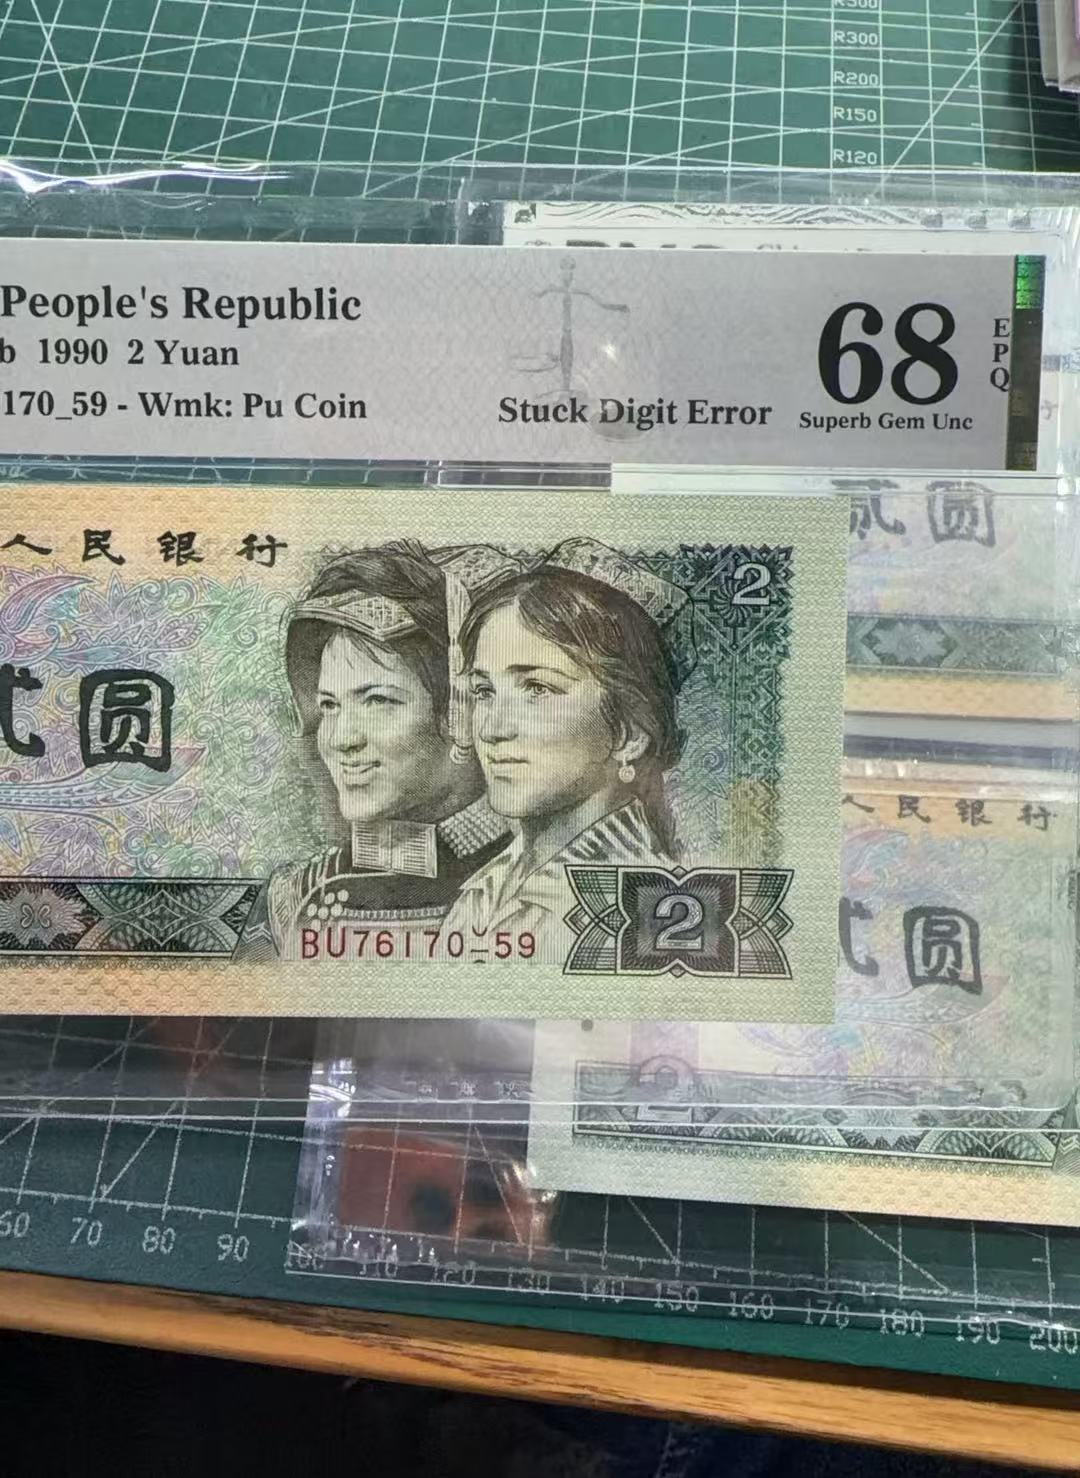 R300
R200
R150
R120
People's Republic
b 1990 2 Yuan
170_59 - Wmk: Pu Coin
Stuck Digit Error
68
Superb Gem Unc
EPQ
人民银行
2
圆
贰圆
BU76170 59
2
人民银行
圆
2
60 70 80 90 100 110 120 130 140 150 160 170 180 190 200